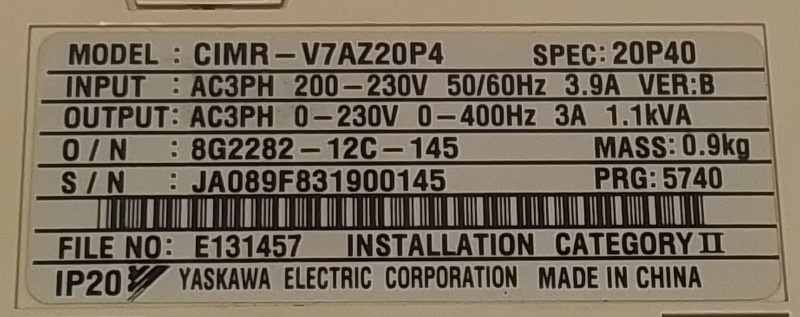 MODEL : CIMR-V7AZ20P4 SPEC: 20P40
INPUT : AC3PH 200-230V 50/60Hz 3.9A VER:B
OUTPUT: AC3PH 0-230V 0-400Hz 3A 1.1kVA
O / N : 8G2282-12C-145 MASS: 0.9kg
S / N : JA089F831900145 PRG: 5740
FILE NO: E131457 INSTALLATION CATEGORY II
IP20 YASKAWA ELECTRIC CORPORATION MADE IN CHINA